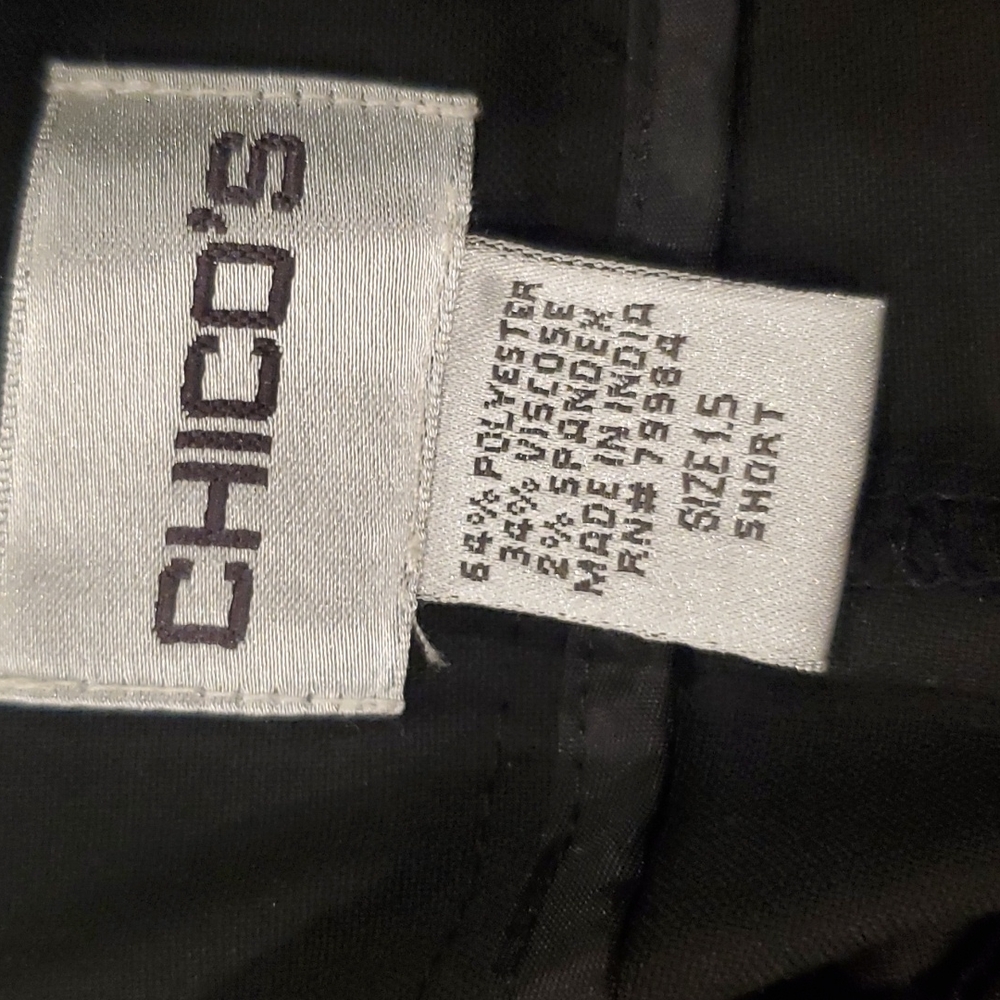 CHICO'S
64% POLYESTER
34% VISCOSE
2% SPANDEX
MADE IN INDIA
RN# 79984
SIZE 1.5
SHORT